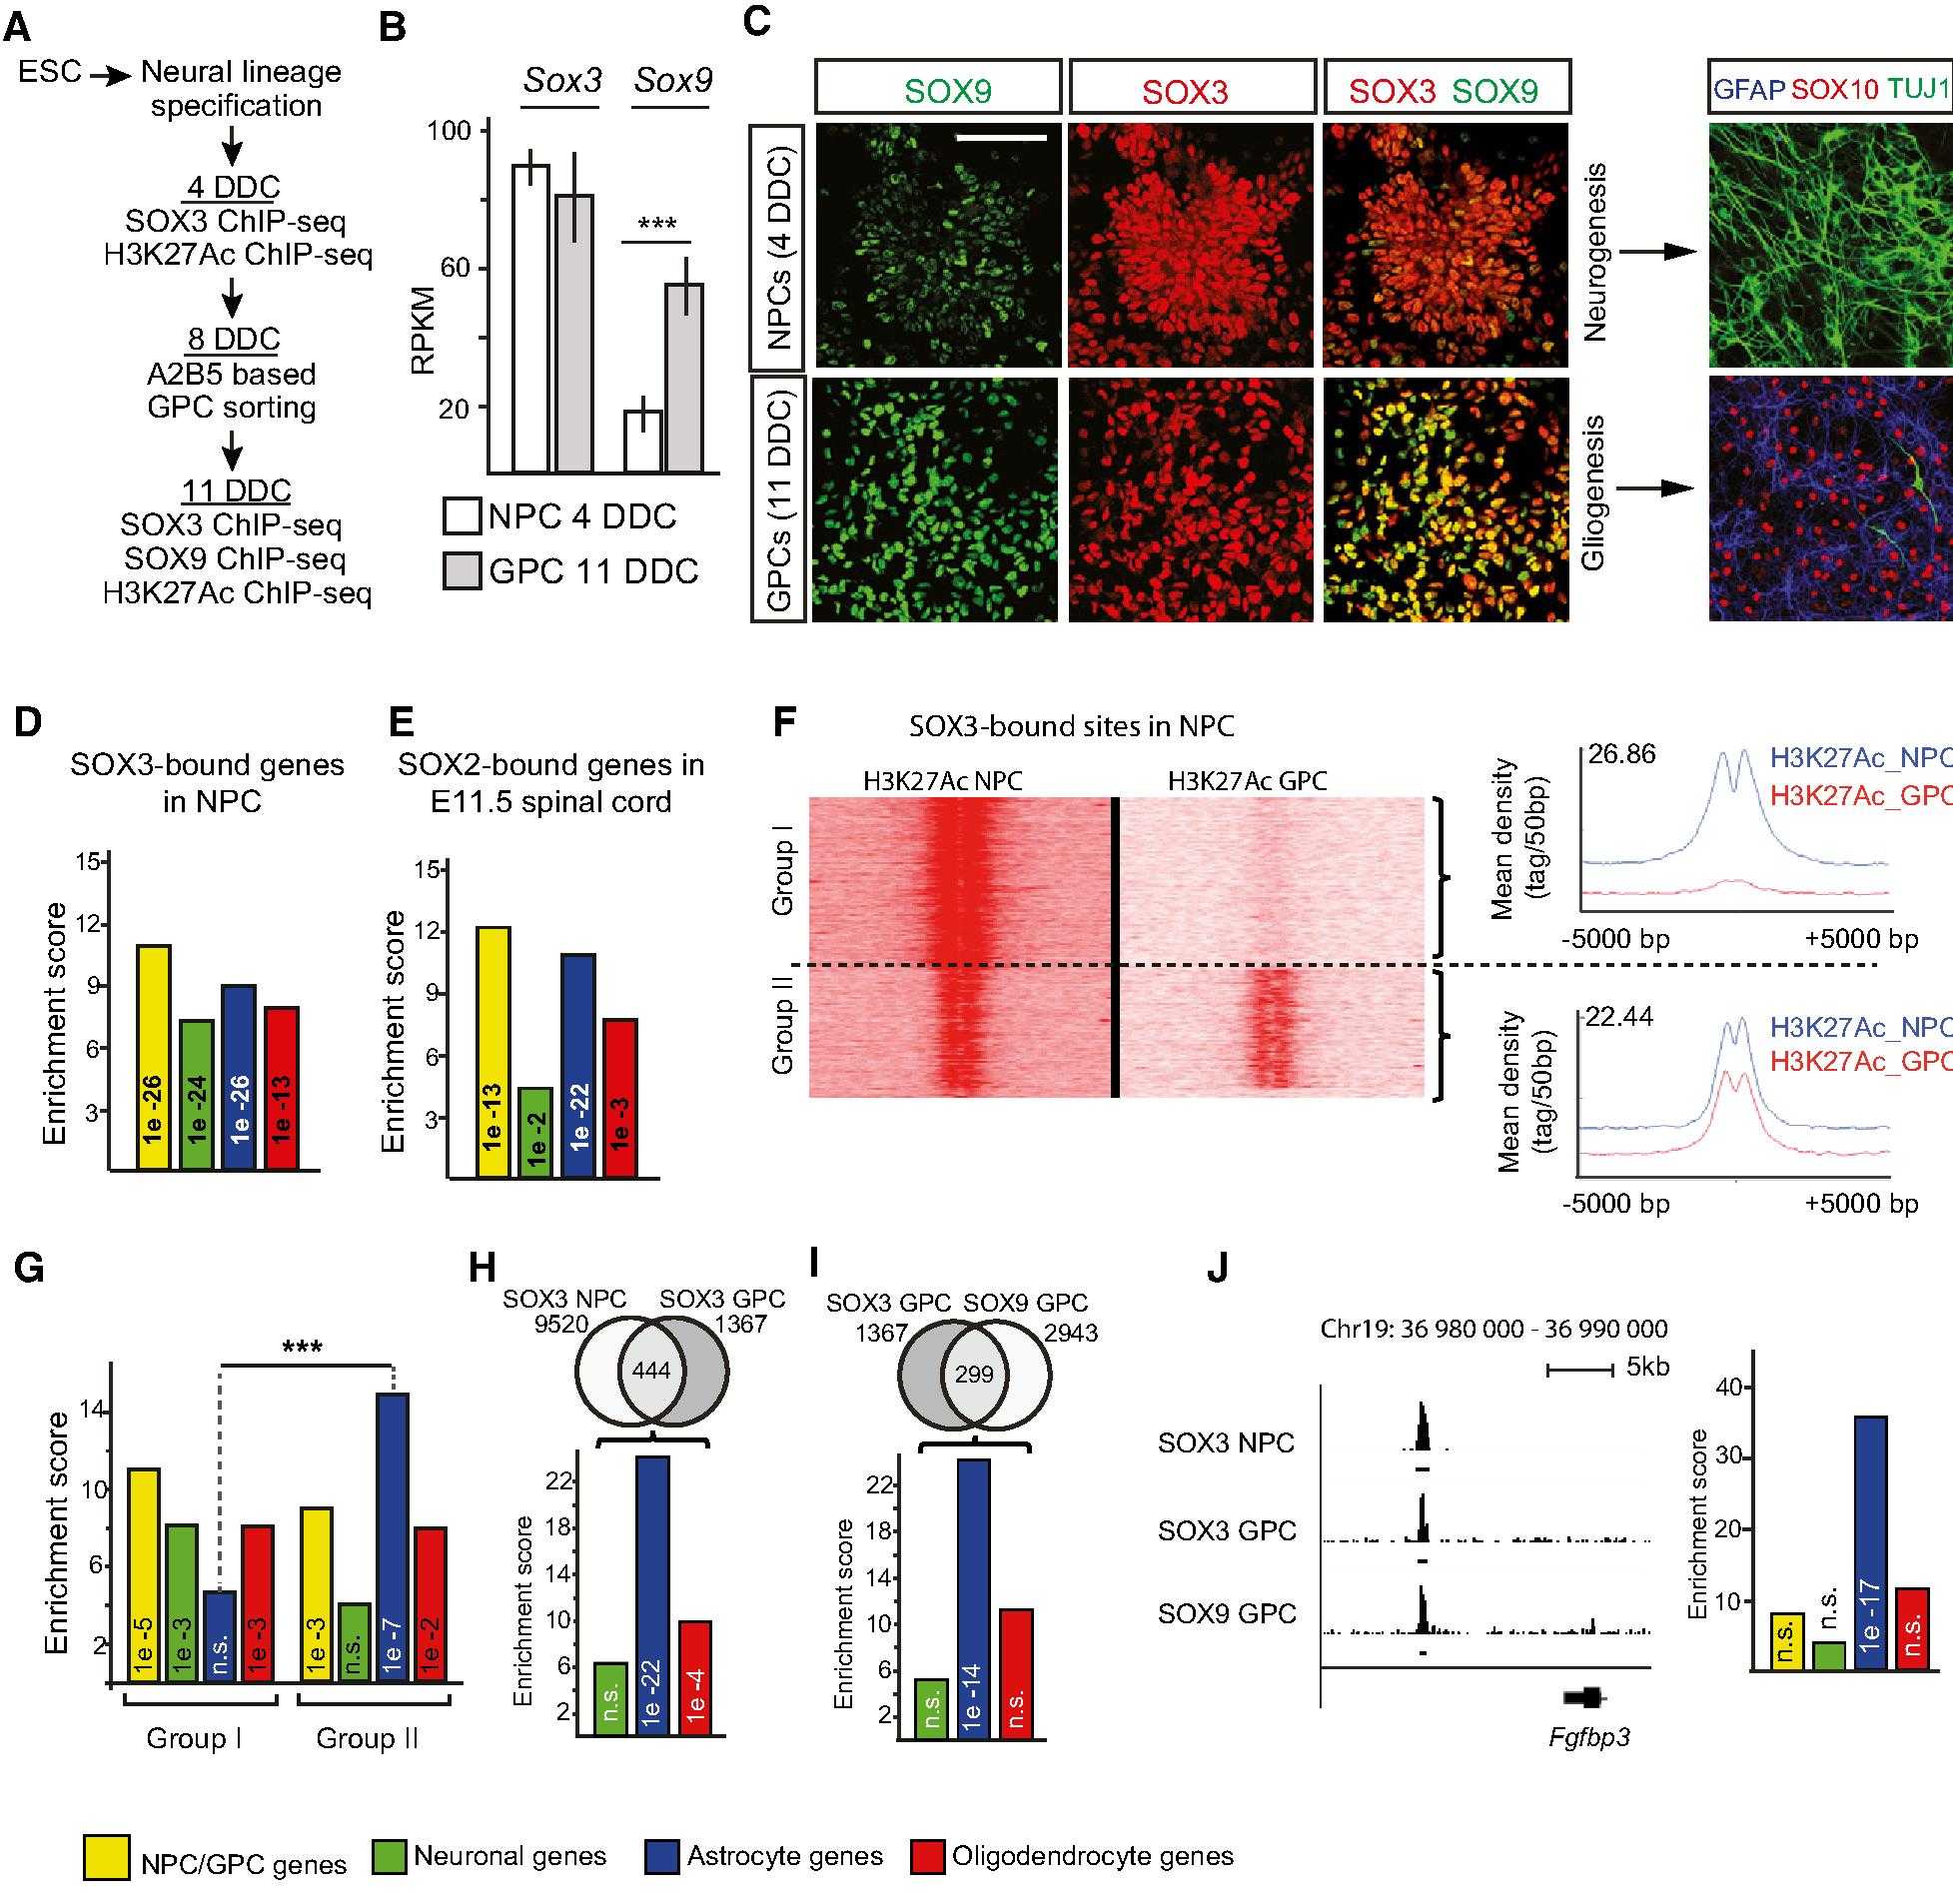 A
ESC
Neural lineage
specification
4 DDC
SOX3 ChIP-seq
H3K27Ac ChIP-seq
8 DDC
A2B5 based
GPC sorting
11 DDC
SOX3 ChIP-seq
SOX9 ChIP-seq
H3K27Ac ChIP-seq
B
Sox3 Sox9
RPKM
100
60
20
***
NPC 4 DDC
GPC 11 DDC
C
SOX9
SOX3
SOX3 SOX9
GFAP SOX10 TUJ1
NPCs (4 DDC)
GPCs (11 DDC)
Neurogenesis
Gliogenesis
D
SOX3-bound genes
in NPC
Enrichment score
15
12
9
6
3
1e -26
1e -24
1e -26
1e -13
E
SOX2-bound genes in
E11.5 spinal cord
Enrichment score
15
12
9
6
3
1e -13
1e -2
1e -22
1e -3
F
SOX3-bound sites in NPC
H3K27Ac NPC
H3K27Ac GPC
Group I
Group II
Mean density
(tag/50bp)
26.86
H3K27Ac_NPC
H3K27Ac_GPC
-5000 bp
+5000 bp
Mean density
(tag/50bp)
22.44
H3K27Ac_NPC
H3K27Ac_GPC
-5000 bp
+5000 bp
G
Enrichment score
14
10
6
2
***
1e -5
1e -3
n.s.
1e -3
1e -3
n.s.
1e -7
1e -2
Group I
Group II
H
SOX3 NPC
9520
SOX3 GPC
1367
444
Enrichment score
22
18
14
10
6
2
n.s.
1e -22
1e -4
I
SOX3 GPC
1367
SOX9 GPC
2943
299
Enrichment score
22
18
14
10
6
2
n.s.
1e -14
n.s.
J
Chr19: 36 980 000 - 36 990 000
5kb
SOX3 NPC
SOX3 GPC
SOX9 GPC
Fgfbp3
Enrichment score
40
30
20
10
n.s.
n.s.
1e -17
n.s.
NPC/GPC genes
Neuronal genes
Astrocyte genes
Oligodendrocyte genes